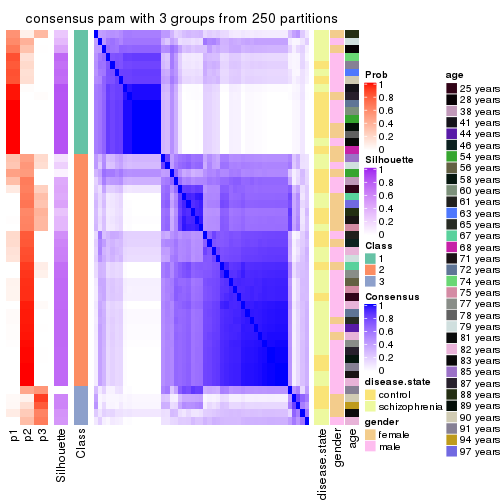 consensus pam with 3 groups from 250 partitions
Prob
1
0.8
0.6
0.4
0.2
0
Silhouette
1
0.8
0.6
0.4
0.2
0
Class
1
2
3
Consensus
1
0.8
0.6
0.4
0.2
0
disease.state
control
schizophrenia
gender
female
male
age
25 years
28 years
38 years
41 years
44 years
46 years
54 years
56 years
58 years
60 years
61 years
63 years
65 years
67 years
68 years
71 years
72 years
74 years
75 years
77 years
78 years
79 years
81 years
82 years
83 years
85 years
87 years
88 years
89 years
90 years
91 years
94 years
97 years
p1
p2
p3
Silhouette
Class
disease.state
gender
age